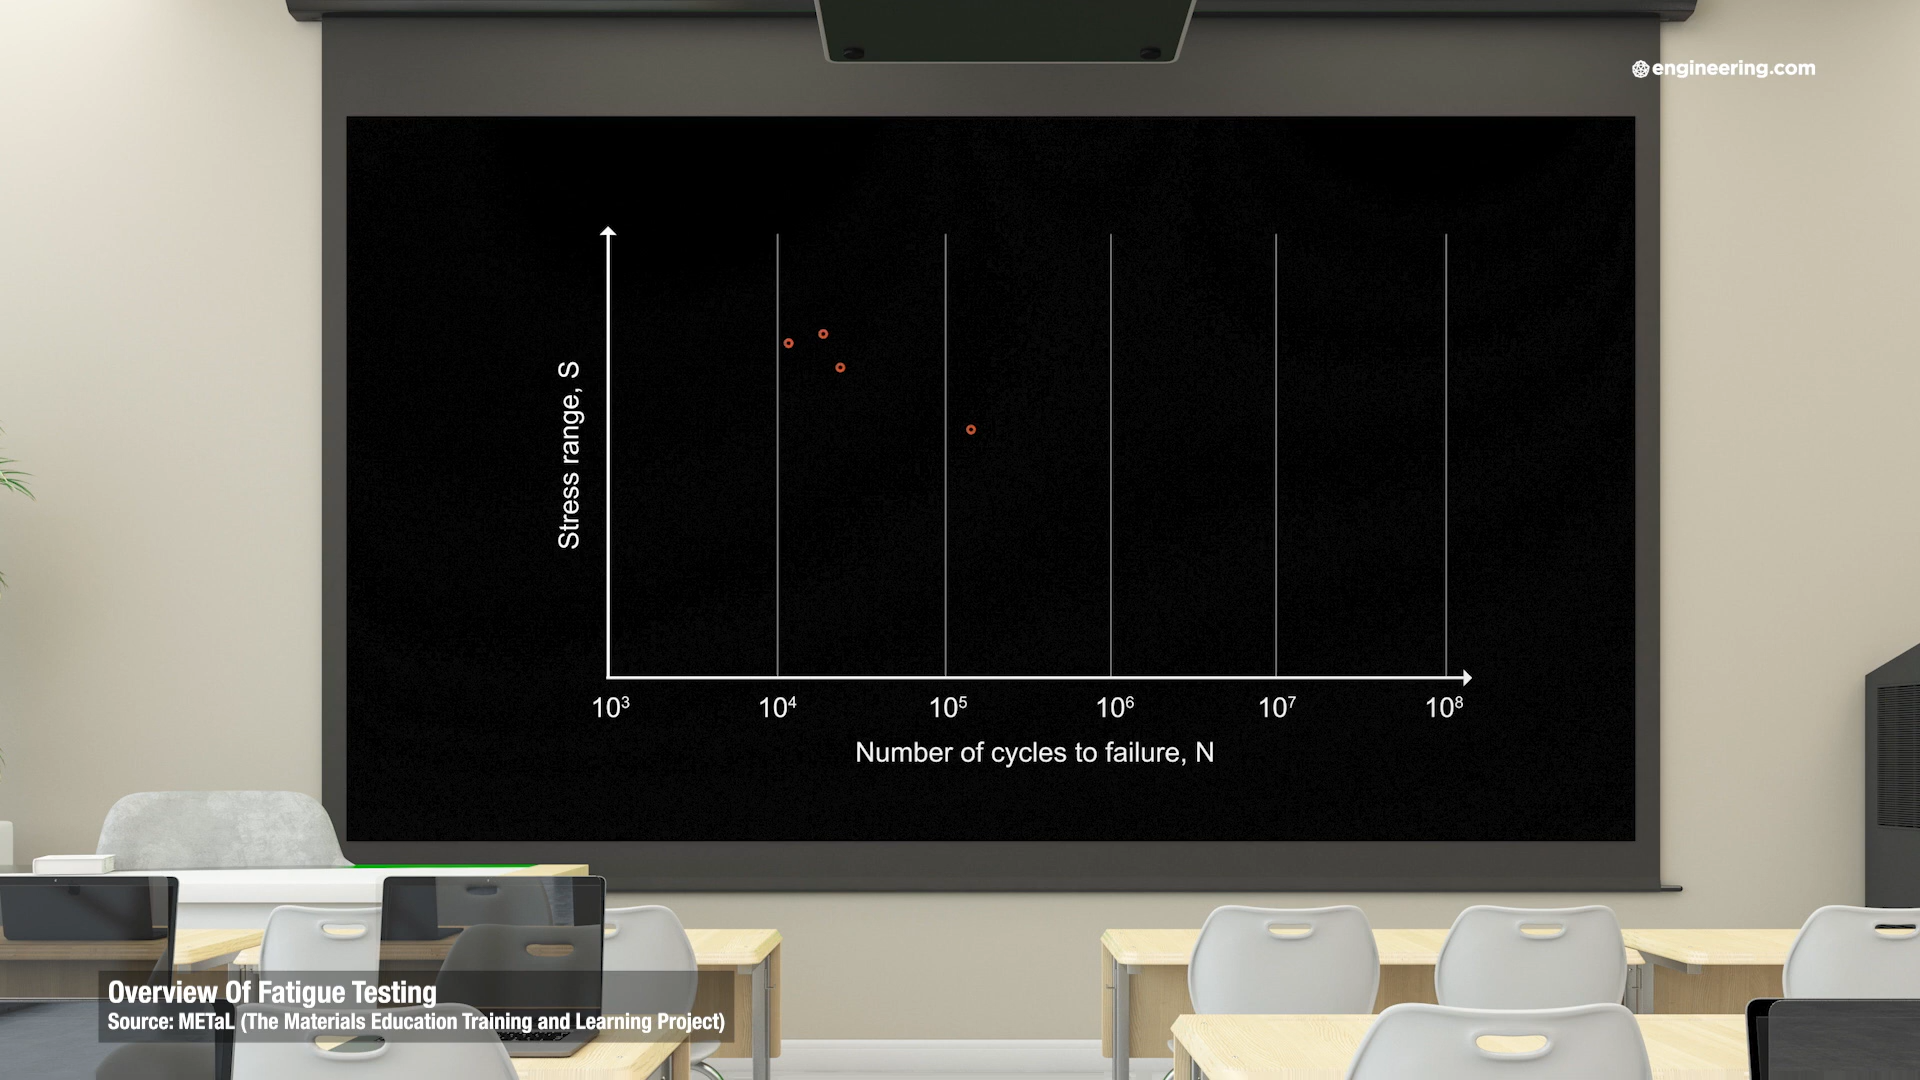 engineering.com
Stress range, S
10³
10⁴
10⁵
10⁶
10⁷
10⁸
Number of cycles to failure, N
Overview Of Fatigue Testing
Source: METaL (The Materials Education Training and Learning Project)